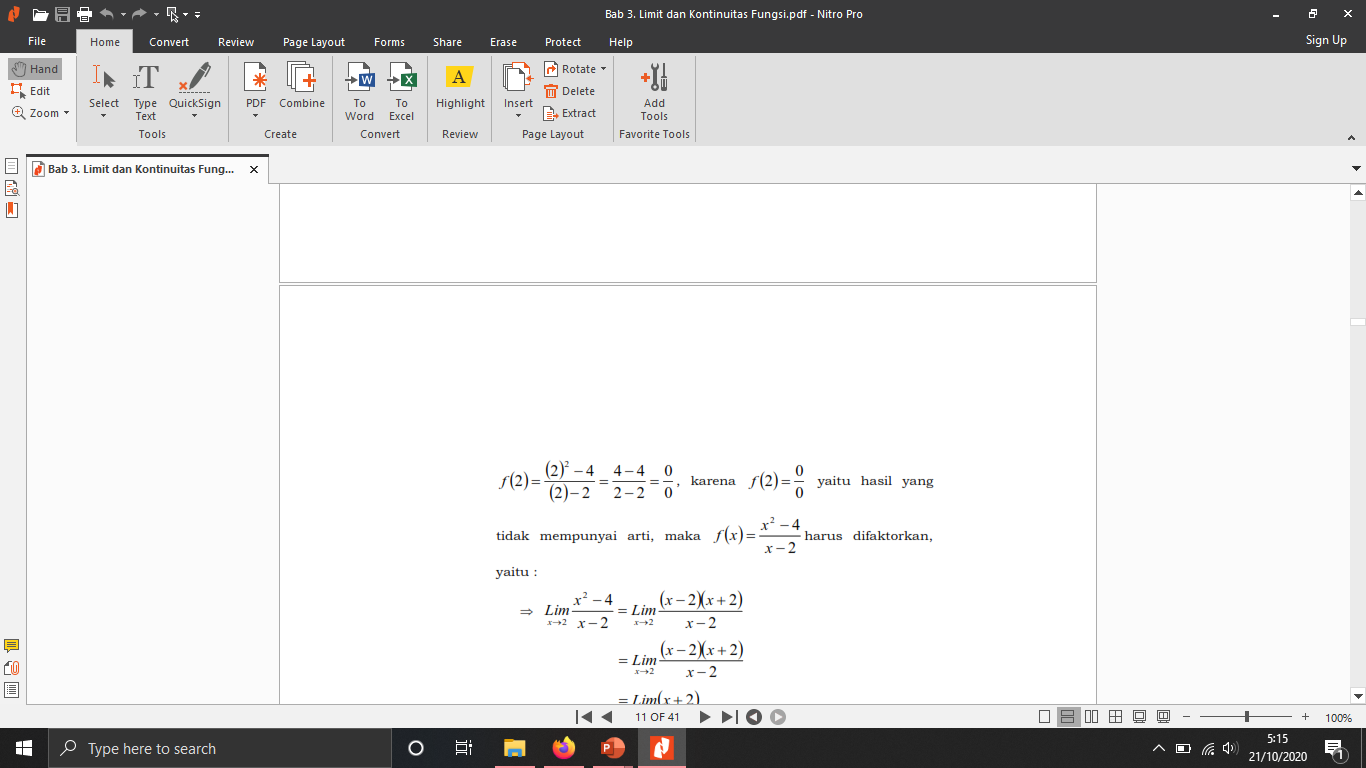 Bab 3. Limit dan Kontinuitas Fungsi.pdf - Nitro Pro
File Home Convert Review Page Layout Forms Share Erase Protect Help Sign Up
Hand
Edit
Zoom
Select
Type Text
QuickSign
Tools
PDF
Combine
Create
To Word
To Excel
Convert
Highlight
Review
Insert
Rotate
Delete
Extract
Page Layout
Add Tools
Favorite Tools
Bab 3. Limit dan Kontinuitas Fung...
f(2) = ((2)² − 4)/((2) − 2) = (4 − 4)/(2 − 2) = 0/0, karena f(2) = 0/0 yaitu hasil yang
tidak mempunyai arti, maka f(x) = (x² − 4)/(x − 2) harus difaktorkan,
yaitu :
⇒ Lim x→2 (x² − 4)/(x − 2) = Lim x→2 (x − 2)(x + 2)/(x − 2)
= Lim x→2 (x − 2)(x + 2)/(x − 2)
= Lim(x + 2)
11 OF 41
100%
Type here to search
5:15
21/10/2020
1